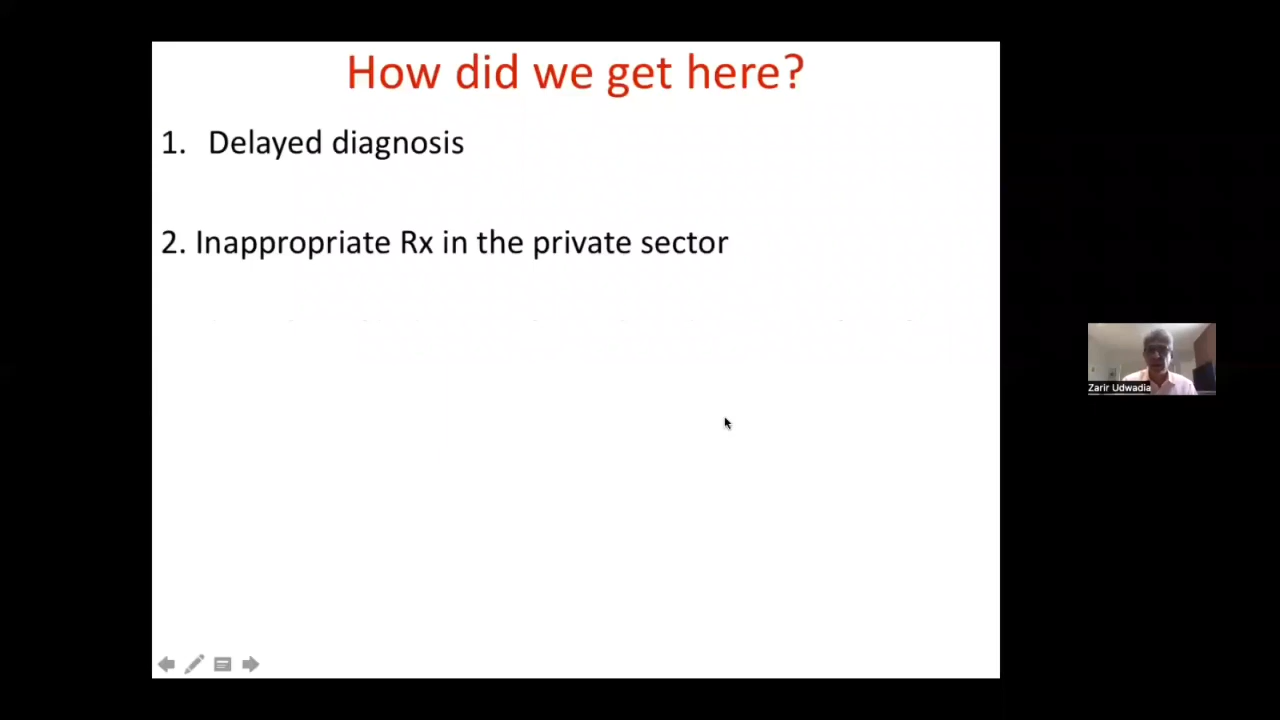 How did we get here?
1. Delayed diagnosis
2. Inappropriate Rx in the private sector
Zarir Udwadia